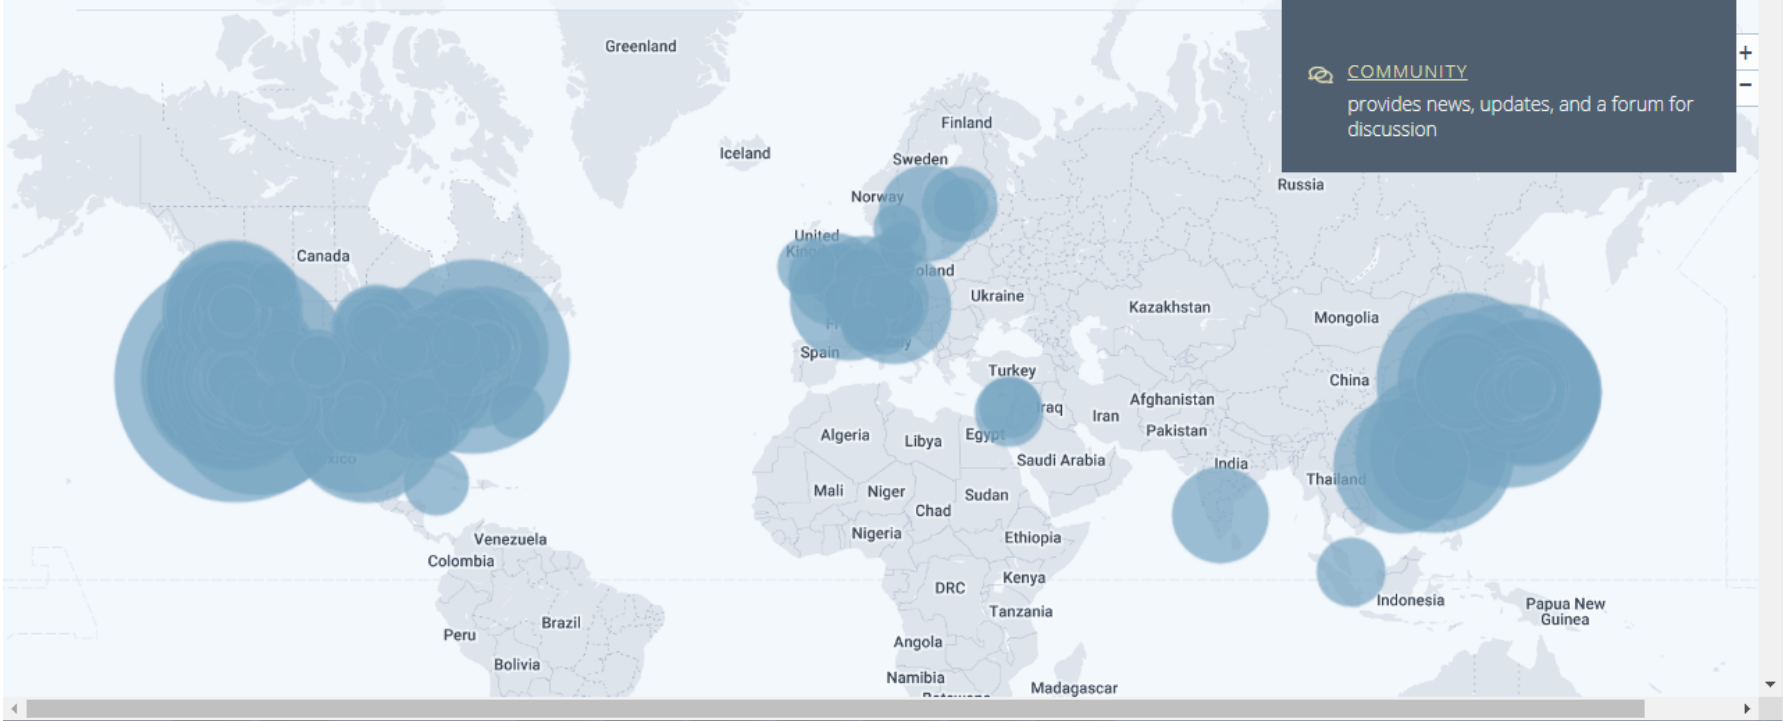 Greenland
COMMUNITY
provides news, updates, and a forum for
discussion
Finland
Iceland
Sweden
Russia
Norway
United
Canada
Ukraine
Kazakhstan
Mongolia
Spain
Turkey
China
Afghanistan
Iran
Pakistan
Algeria
Libya
Egypt
Saudi Arabia
India
Thailand
Mali
Niger
Sudan
Chad
Nigeria
Ethiopia
Venezuela
Colombia
Kenya
DRC
Tanzania
Indonesia
Papua New
Guinea
Brazil
Peru
Angola
Bolivia
Namibia
Madagascar